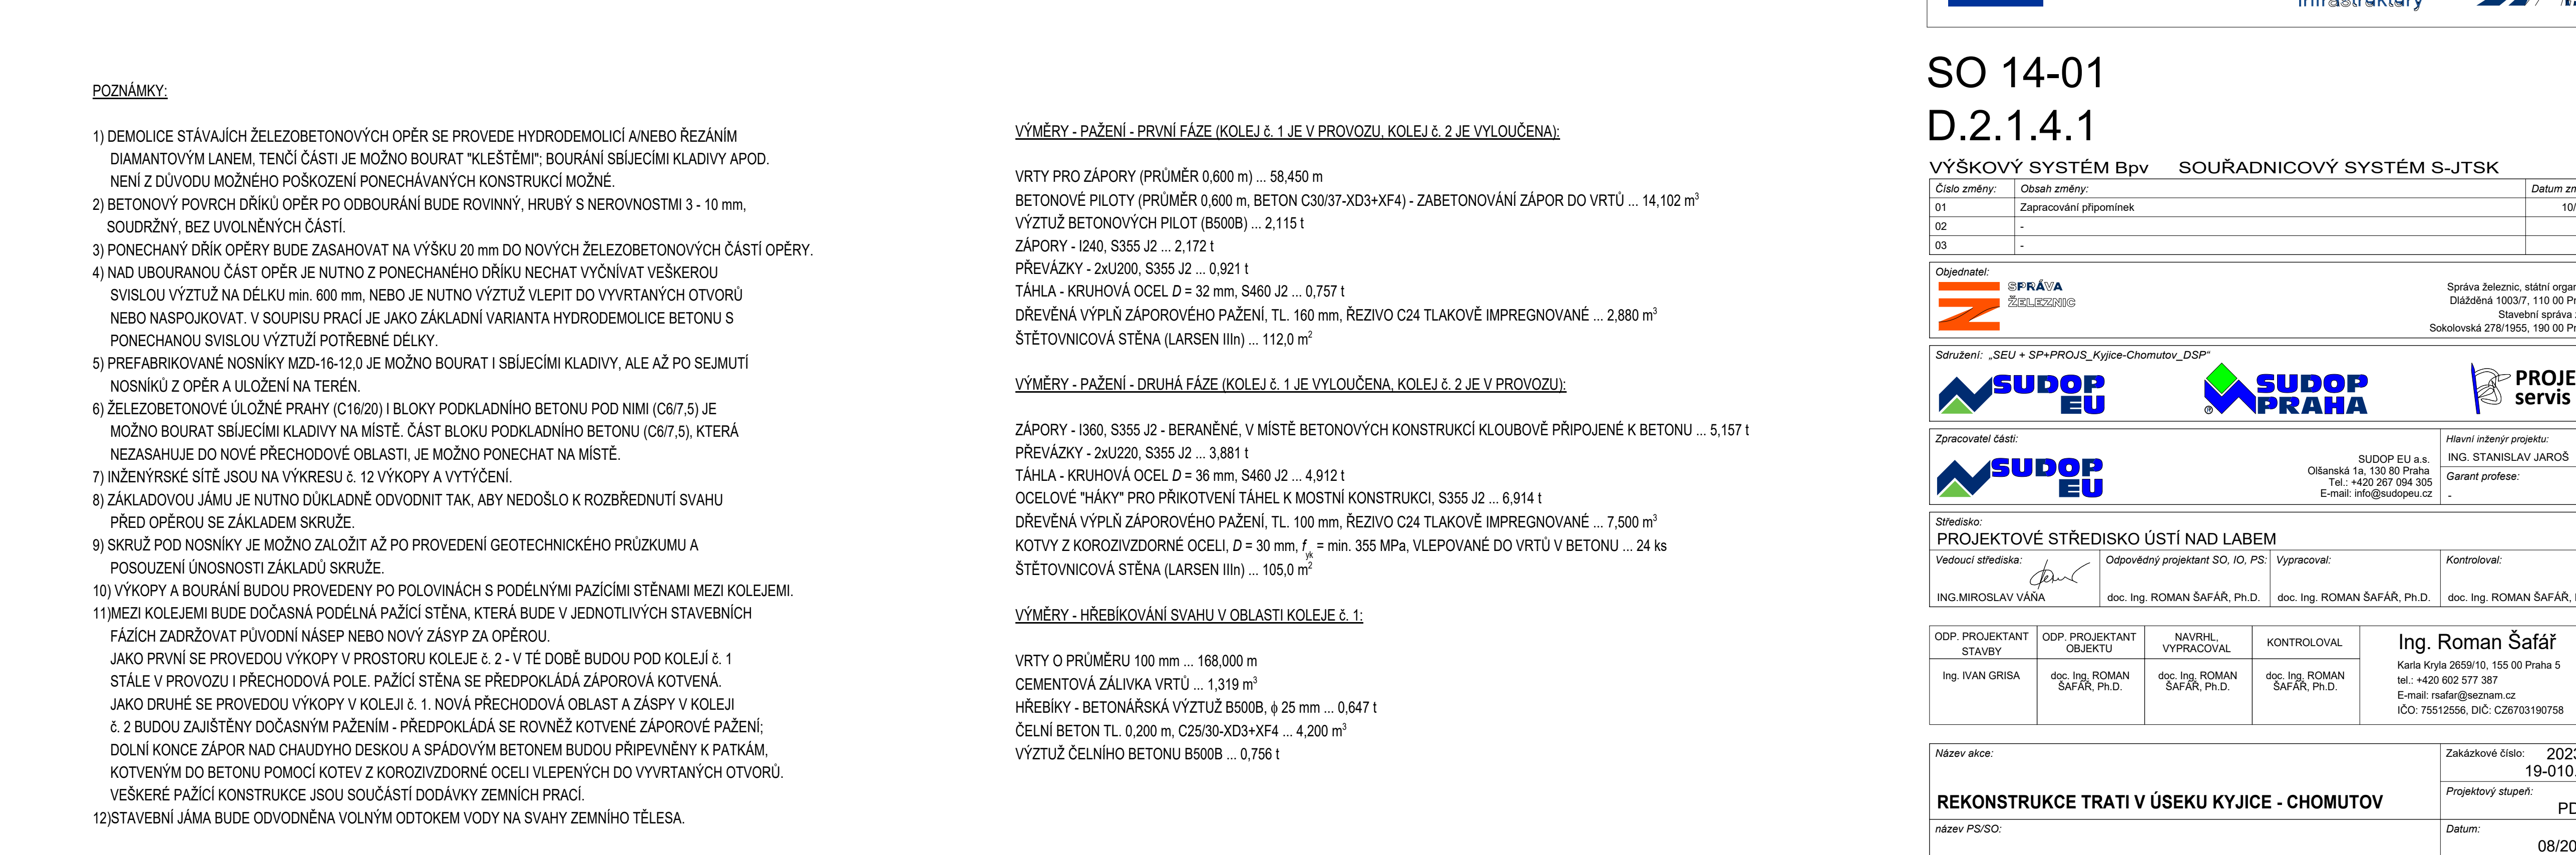 POZNÁMKY:
1) DEMOLICE STÁVAJÍCH ŽELEZOBETONOVÝCH OPĚR SE PROVEDE HYDRODEMOLICÍ A/NEBO ŘEZÁNÍM
DIAMANTOVÝM LANEM, TENČÍ ČÁSTI JE MOŽNO BOURAT "KLEŠTĚMI"; BOURÁNÍ SBÍJECÍMI KLADIVY APOD.
NENÍ Z DŮVODU MOŽNÉHO POŠKOZENÍ PONECHÁVANÝCH KONSTRUKCÍ MOŽNÉ.
2) BETONOVÝ POVRCH DŘÍKŮ OPĚR PO ODBOURÁNÍ BUDE ROVINNÝ, HRUBÝ S NEROVNOSTMI 3 - 10 mm,
SOUDRŽNÝ, BEZ UVOLNĚNÝCH ČÁSTÍ.
3) PONECHANÝ DŘÍK OPĚRY BUDE ZASAHOVAT NA VÝŠKU 20 mm DO NOVÝCH ŽELEZOBETONOVÝCH ČÁSTÍ OPĚRY.
4) NAD UBOURANOU ČÁST OPĚR JE NUTNO Z PONECHANÉHO DŘÍKU NECHAT VYČNÍVAT VEŠKEROU
SVISLOU VÝZTUŽ NA DÉLKU min. 600 mm, NEBO JE NUTNO VÝZTUŽ VLEPIT DO VYVRTANÝCH OTVORŮ
NEBO NASPOJKOVAT. V SOUPISU PRACÍ JE JAKO ZÁKLADNÍ VARIANTA HYDRODEMOLICE BETONU S
PONECHANOU SVISLOU VÝZTUŽÍ POTŘEBNÉ DÉLKY.
5) PREFABRIKOVANÉ NOSNÍKY MZD-16-12,0 JE MOŽNO BOURAT I SBÍJECÍMI KLADIVY, ALE AŽ PO SEJMUTÍ
NOSNÍKŮ Z OPĚR A ULOŽENÍ NA TERÉN.
6) ŽELEZOBETONOVÉ ÚLOŽNÉ PRAHY (C16/20) I BLOKY PODKLADNÍHO BETONU POD NIMI (C6/7,5) JE
MOŽNO BOURAT SBÍJECÍMI KLADIVY NA MÍSTĚ. ČÁST BLOKU PODKLADNÍHO BETONU (C6/7,5), KTERÁ
NEZASAHUJE DO NOVÉ PŘECHODOVÉ OBLASTI, JE MOŽNO PONECHAT NA MÍSTĚ.
7) INŽENÝRSKÉ SÍTĚ JSOU NA VÝKRESU č. 12 VÝKOPY A VYTÝČENÍ.
8) ZÁKLADOVOU JÁMU JE NUTNO DŮKLADNĚ ODVODNIT TAK, ABY NEDOŠLO K ROZBŘEDNUTÍ SVAHU
PŘED OPĚROU SE ZÁKLADEM SKRUŽE.
9) SKRUŽ POD NOSNÍKY JE MOŽNO ZALOŽIT AŽ PO PROVEDENÍ GEOTECHNICKÉHO PRŮZKUMU A
POSOUZENÍ ÚNOSNOSTI ZÁKLADŮ SKRUŽE.
10) VÝKOPY A BOURÁNÍ BUDOU PROVEDENY PO POLOVINÁCH S PODÉLNÝMI PAZÍCÍMI STĚNAMI MEZI KOLEJEMI.
11)MEZI KOLEJEMI BUDE DOČASNÁ PODÉLNÁ PAŽÍCÍ STĚNA, KTERÁ BUDE V JEDNOTLIVÝCH STAVEBNÍCH
FÁZÍCH ZADRŽOVAT PŮVODNÍ NÁSEP NEBO NOVÝ ZÁSYP ZA OPĚROU.
JAKO PRVNÍ SE PROVEDOU VÝKOPY V PROSTORU KOLEJE č. 2 - V TÉ DOBĚ BUDOU POD KOLEJÍ č. 1
STÁLE V PROVOZU I PŘECHODOVÁ POLE. PAŽÍCÍ STĚNA SE PŘEDPOKLÁDÁ ZÁPOROVÁ KOTVENÁ.
JAKO DRUHÉ SE PROVEDOU VÝKOPY V KOLEJI č. 1. NOVÁ PŘECHODOVÁ OBLAST A ZÁSPY V KOLEJI
č. 2 BUDOU ZAJIŠTĚNY DOČASNÝM PAŽENÍM - PŘEDPOKLÁDÁ SE ROVNĚŽ KOTVENÉ ZÁPOROVÉ PAŽENÍ;
DOLNÍ KONCE ZÁPOR NAD CHAUDYHO DESKOU A SPÁDOVÝM BETONEM BUDOU PŘIPEVNĚNY K PATKÁM,
KOTVENÝM DO BETONU POMOCÍ KOTEV Z KOROZIVZDORNÉ OCELI VLEPENÝCH DO VYVRTANÝCH OTVORŮ.
VEŠKERÉ PAŽÍCÍ KONSTRUKCE JSOU SOUČÁSTÍ DODÁVKY ZEMNÍCH PRACÍ.
12)STAVEBNÍ JÁMA BUDE ODVODNĚNA VOLNÝM ODTOKEM VODY NA SVAHY ZEMNÍHO TĚLESA.
VÝMĚRY - PAŽENÍ - PRVNÍ FÁZE (KOLEJ č. 1 JE V PROVOZU, KOLEJ č. 2 JE VYLOUČENA):
VRTY PRO ZÁPORY (PRŮMĚR 0,600 m) ... 58,450 m
BETONOVÉ PILOTY (PRŮMĚR 0,600 m, BETON C30/37-XD3+XF4) - ZABETONOVÁNÍ ZÁPOR DO VRTŮ ... 14,102 m³
VÝZTUŽ BETONOVÝCH PILOT (B500B) ... 2,115 t
ZÁPORY - I240, S355 J2 ... 2,172 t
PŘEVÁZKY - 2xU200, S355 J2 ... 0,921 t
TÁHLA - KRUHOVÁ OCEL D = 32 mm, S460 J2 ... 0,757 t
DŘEVĚNÁ VÝPLŇ ZÁPOROVÉHO PAŽENÍ, TL. 160 mm, ŘEZIVO C24 TLAKOVĚ IMPREGNOVANÉ ... 2,880 m³
ŠTĚTOVNICOVÁ STĚNA (LARSEN IIIn) ... 112,0 m²
VÝMĚRY - PAŽENÍ - DRUHÁ FÁZE (KOLEJ č. 1 JE VYLOUČENA, KOLEJ č. 2 JE V PROVOZU):
ZÁPORY - I360, S355 J2 - BERANĚNÉ, V MÍSTĚ BETONOVÝCH KONSTRUKCÍ KLOUBOVĚ PŘIPOJENÉ K BETONU ... 5,157 t
PŘEVÁZKY - 2xU220, S355 J2 ... 3,881 t
TÁHLA - KRUHOVÁ OCEL D = 36 mm, S460 J2 ... 4,912 t
OCELOVÉ "HÁKY" PRO PŘIKOTVENÍ TÁHEL K MOSTNÍ KONSTRUKCI, S355 J2 ... 6,914 t
DŘEVĚNÁ VÝPLŇ ZÁPOROVÉHO PAŽENÍ, TL. 100 mm, ŘEZIVO C24 TLAKOVĚ IMPREGNOVANÉ ... 7,500 m³
KOTVY Z KOROZIVZDORNÉ OCELI, D = 30 mm, fyk = min. 355 MPa, VLEPOVANÉ DO VRTŮ V BETONU ... 24 ks
ŠTĚTOVNICOVÁ STĚNA (LARSEN IIIn) ... 105,0 m²
VÝMĚRY - HŘEBÍKOVÁNÍ SVAHU V OBLASTI KOLEJE č. 1:
VRTY O PRŮMĚRU 100 mm ... 168,000 m
CEMENTOVÁ ZÁLIVKA VRTŮ ... 1,319 m³
HŘEBÍKY - BETONÁŘSKÁ VÝZTUŽ B500B, ϕ 25 mm ... 0,647 t
ČELNÍ BETON TL. 0,200 m, C25/30-XD3+XF4 ... 4,200 m³
VÝZTUŽ ČELNÍHO BETONU B500B ... 0,756 t
SO 14-01
D.2.1.4.1
VÝŠKOVÝ SYSTÉM Bpv SOUŘADNICOVÝ SYSTÉM S-JTSK
Číslo změny: Obsah změny: Datum
01 Zapracování připomínek 10/
02 -
03 -
Objednatel:
SPRÁVA
ŽELEZNIC
Správa železnic, státní
Dlážděná 1003/7, 110 00
Stavební správa
Sokolovská 278/1955, 190 00
Sdružení: „SEU + SP+PROJS_Kyjice-Chomutov_DSP"
SUDOP
EU
SUDOP
PRAHA
servis
Zpracovatel části:
SUDOP
EU
SUDOP EU a.s.
Olšanská 1a, 130 80 Praha
Tel.: +420 267 094 305
E-mail: info@sudopeu.cz
Hlavní inženýr projektu:
ING. STANISLAV JAROŠ
Garant profese:
-
Středisko:
PROJEKTOVÉ STŘEDISKO ÚSTÍ NAD LABEM
Vedoucí střediska: Odpovědný projektant SO, IO, PS: Vypracoval: Kontroloval:
ING.MIROSLAV VÁŇA doc. Ing. ROMAN ŠAFÁŘ, Ph.D. doc. Ing. ROMAN ŠAFÁŘ, Ph.D. doc. Ing. ROMAN ŠAFÁŘ,
ODP. PROJEKTANT
STAVBY
ODP. PROJEKTANT
OBJEKTU
NAVRHL,
VYPRACOVAL
KONTROLOVAL
Ing. IVAN GRISA
doc. Ing. ROMAN
ŠAFÁŘ, Ph.D.
doc. Ing. ROMAN
ŠAFÁŘ, Ph.D.
doc. Ing. ROMAN
ŠAFÁŘ, Ph.D.
Ing. Roman Šafář
Karla Kryla 2659/10, 155 00 Praha 5
tel.: +420 602 577 387
E-mail: rsafar@seznam.cz
IČO: 75512556, DIČ: CZ6703190758
Název akce:
REKONSTRUKCE TRATI V ÚSEKU KYJICE - CHOMUTOV
název PS/SO:
Zakázkové číslo: 2023
19-010.
Projektový stupeň:
PD
Datum:
08/20